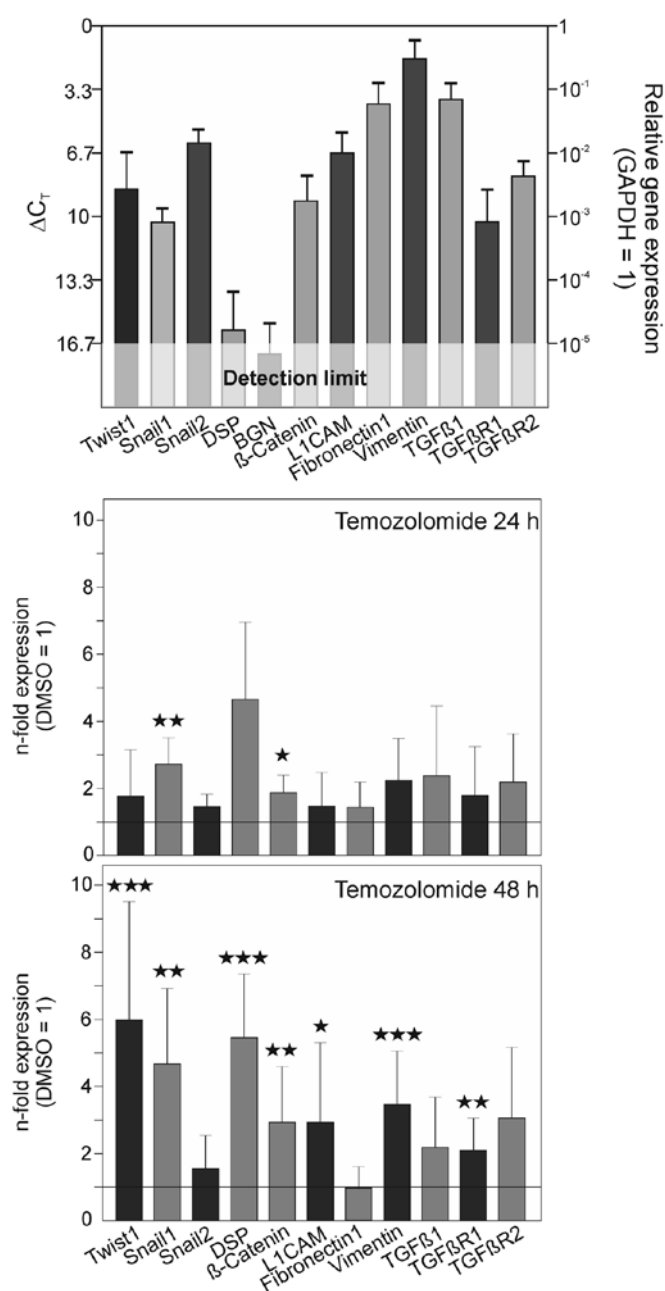 0
3.3
6.7
10
13.3
16.7
ΔCT
1
10-1
10-2
10-3
10-4
10-5
Relative gene expression
(GAPDH = 1)
Detection limit
Twist1
Snail1
Snail2
DSP
BGN
ß-Catenin
L1CAM
Fibronectin1
Vimentin
TGFß1
TGFßR1
TGFßR2
Temozolomide 24 h
10
8
6
4
2
0
n-fold expression
(DMSO = 1)
★★
★
Temozolomide 48 h
10
8
6
4
2
0
n-fold expression
(DMSO = 1)
★★★
★★
★★★
★★
★
★★★
★★
Twist1
Snail1
Snail2
DSP
ß-Catenin
L1CAM
Fibronectin1
Vimentin
TGFß1
TGFßR1
TGFßR2